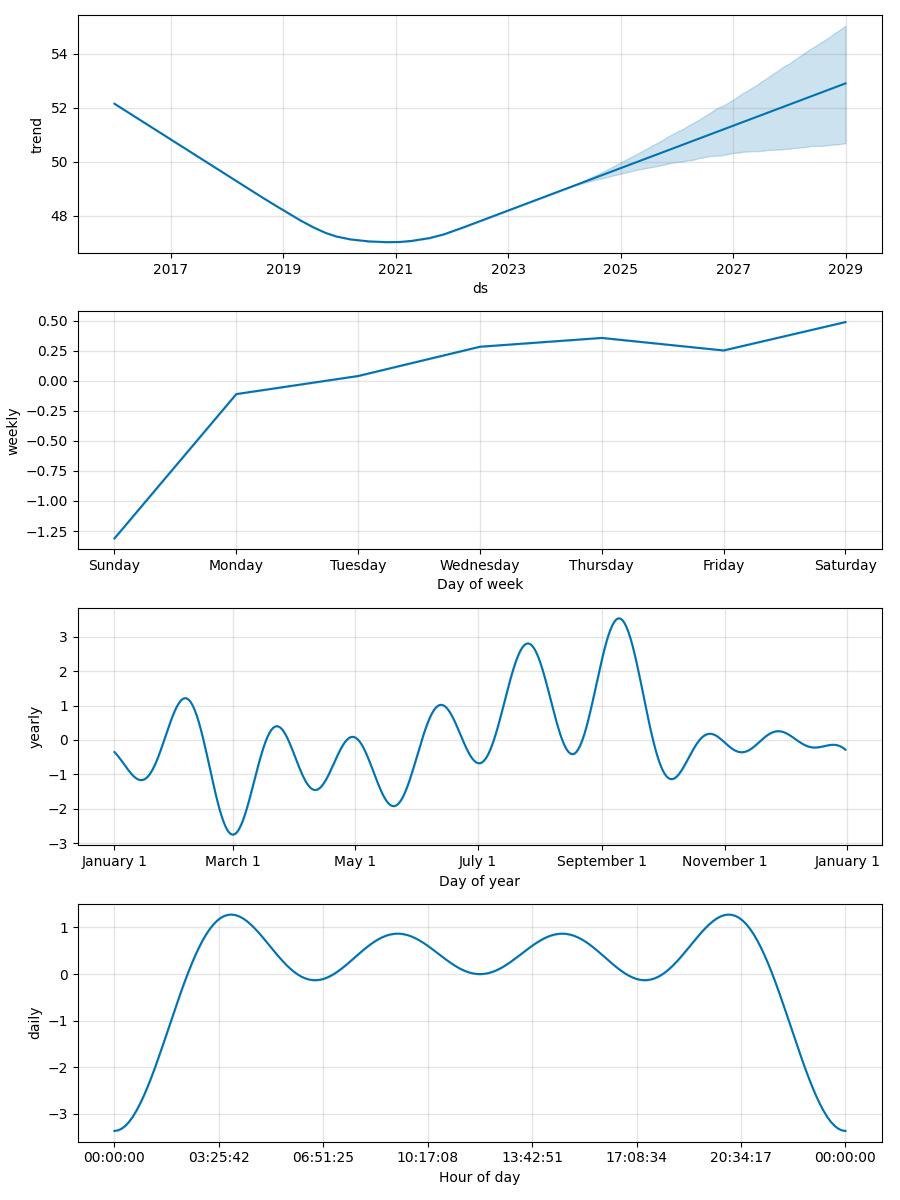 54
52
50
48
trend
2017 2019 2021 2023 2025 2027 2029
ds
0.50
0.25
0.00
−0.25
−0.50
−0.75
−1.00
−1.25
weekly
Sunday Monday Tuesday Wednesday Thursday Friday Saturday
Day of week
3
2
1
0
−1
−2
−3
yearly
January 1 March 1 May 1 July 1 September 1 November 1 January 1
Day of year
1
0
−1
−2
−3
daily
00:00:00 03:25:42 06:51:25 10:17:08 13:42:51 17:08:34 20:34:17 00:00:00
Hour of day